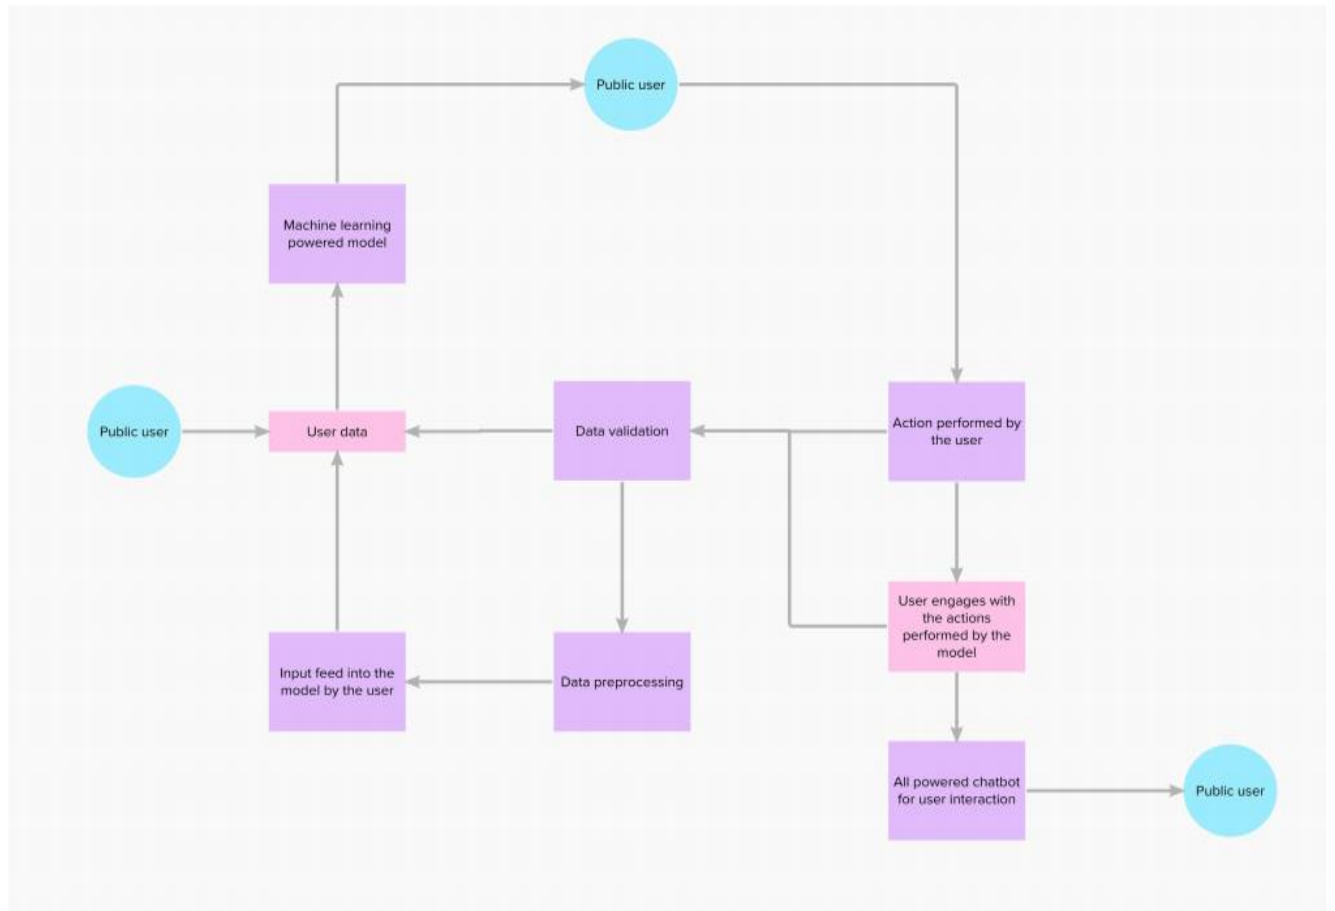 Public user
Machine learning
powered model
Public user
User data
Data validation
Action performed by
the user
User engages with
the actions
performed by the
model
Input feed into the
model by the user
Data preprocessing
All powered chatbot
for user interaction
Public user